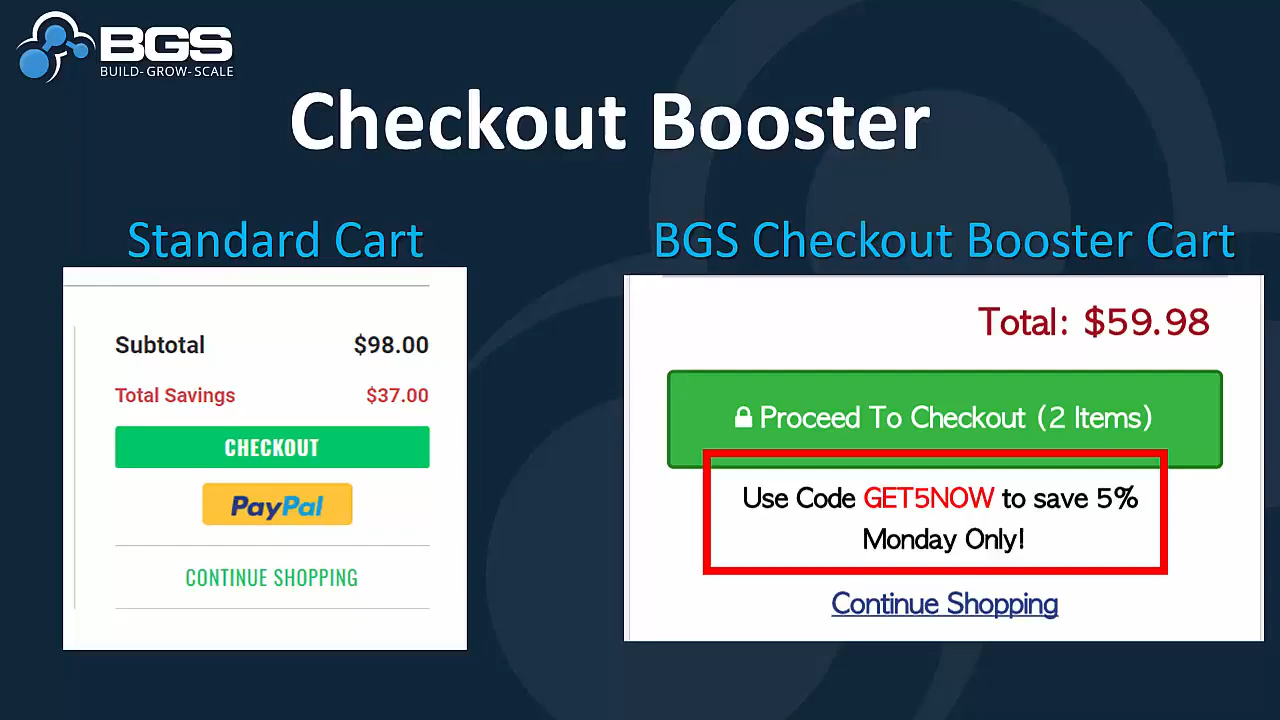 BGS
BUILD-GROW-SCALE
Checkout Booster
Standard Cart
Subtotal $98.00
Total Savings $37.00
CHECKOUT
PayPal
CONTINUE SHOPPING
BGS Checkout Booster Cart
Total: $59.98
Proceed To Checkout (2 Items)
Use Code GET5NOW to save 5%
Monday Only!
Continue Shopping